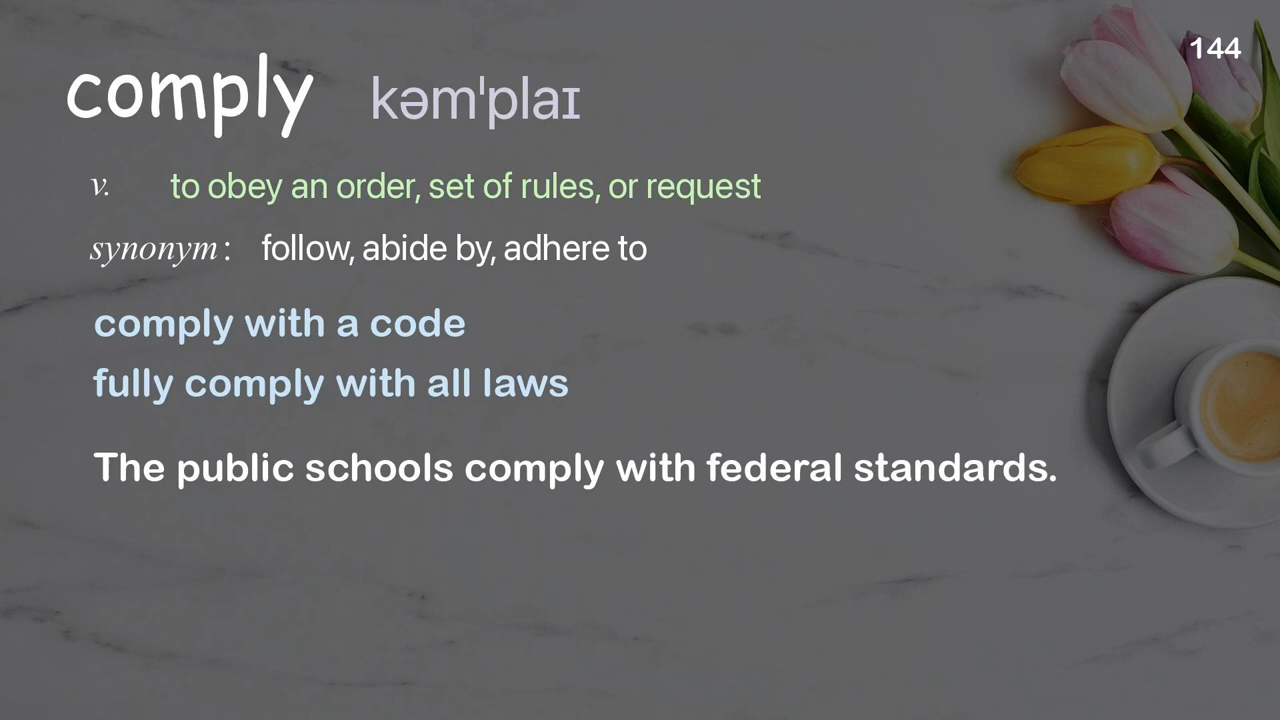 144
comply kəmˈplaɪ
v. to obey an order, set of rules, or request
synonym: follow, abide by, adhere to
comply with a code
fully comply with all laws
The public schools comply with federal standards.